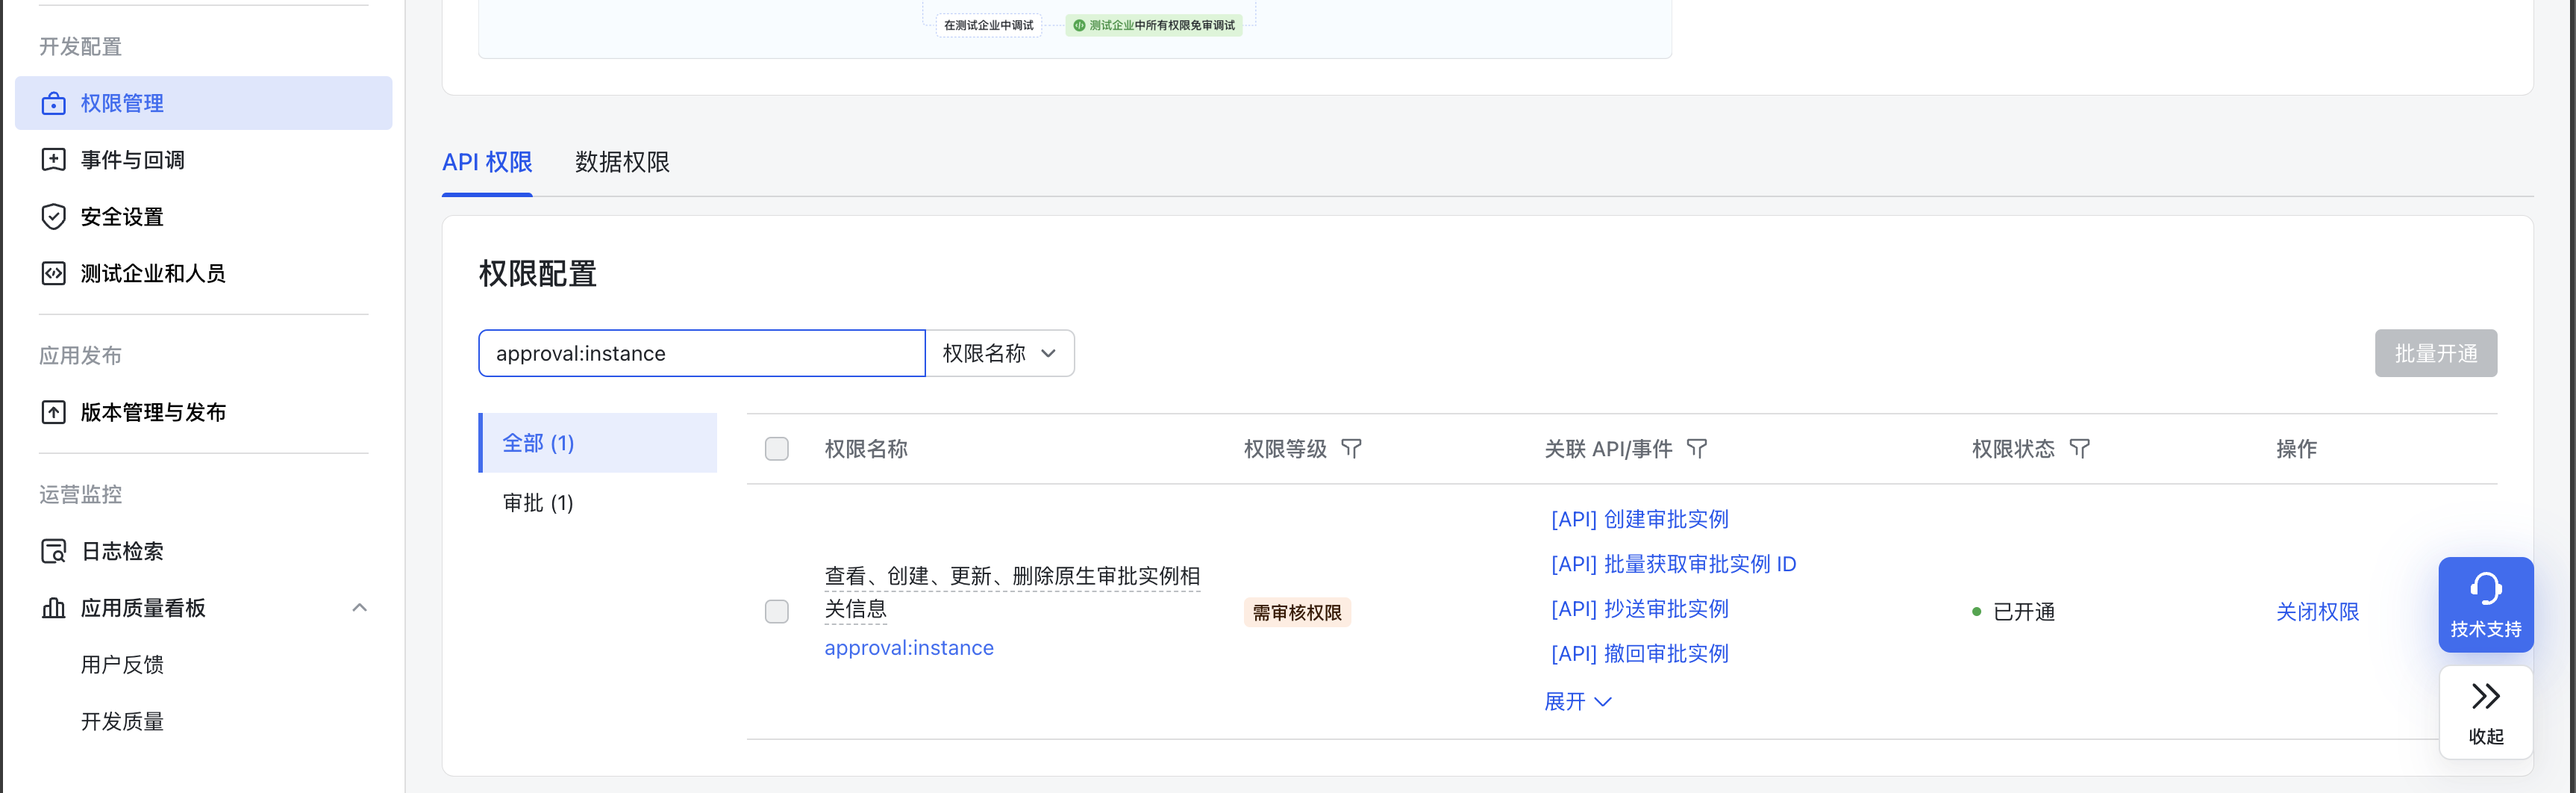 在测试企业中调试
测试企业中所有权限免审调试
开发配置
权限管理
事件与回调
安全设置
测试企业和人员
应用发布
版本管理与发布
运营监控
日志检索
应用质量看板
用户反馈
开发质量
API 权限
数据权限
权限配置
approval:instance
权限名称
批量开通
全部 (1)
审批 (1)
权限名称
权限等级
关联 API/事件
权限状态
操作
查看、创建、更新、删除原生审批实例相
关信息
approval:instance
需审核权限
[API] 创建审批实例
[API] 批量获取审批实例 ID
[API] 抄送审批实例
[API] 撤回审批实例
展开
已开通
关闭权限
技术支持
收起